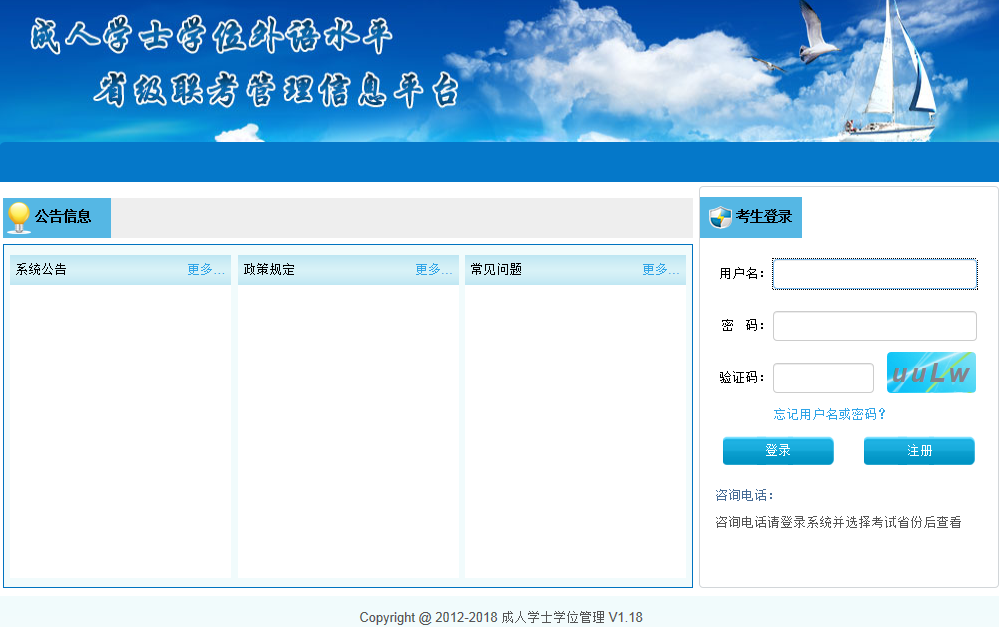 成人学士学位外语水平
省级联考管理信息平台
公告信息
系统公告 更多...
政策规定 更多...
常见问题 更多...
考生登录
用户名：
密 码：
验证码： uuLw
忘记用户名或密码？
登录 注册
咨询电话：
咨询电话请登录系统并选择考试省份后查看
Copyright @ 2012-2018 成人学士学位管理 V1.18